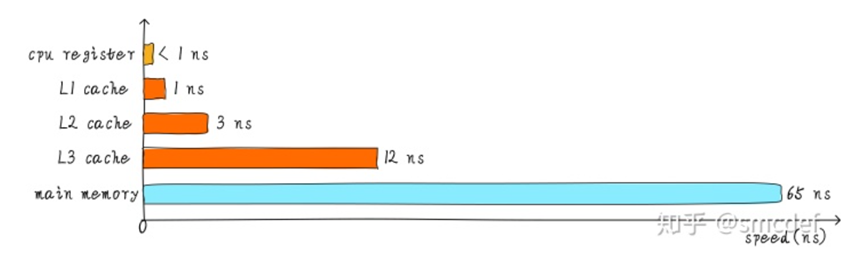 cpu register < 1 ns
L1 cache 1 ns
L2 cache 3 ns
L3 cache 12 ns
main memory 65 ns
0
知乎 @smcdef
speed(ns)